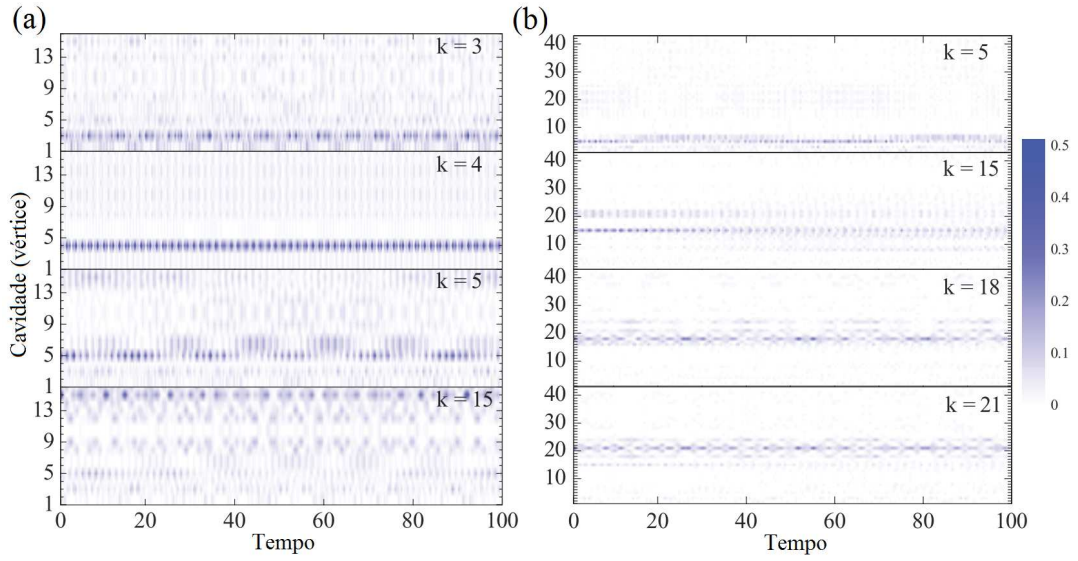 (a)
(b)
k = 3
13
9
5
1
k = 4
13
9
5
1
k = 5
13
9
5
1
k = 15
13
9
5
1
0 20 40 60 80 100
Tempo
Cavidade (vértice)
k = 5
40
30
20
10
k = 15
40
30
20
10
k = 18
40
30
20
10
k = 21
40
30
20
10
0 20 40 60 80 100
Tempo
0.5
0.4
0.3
0.2
0.1
0